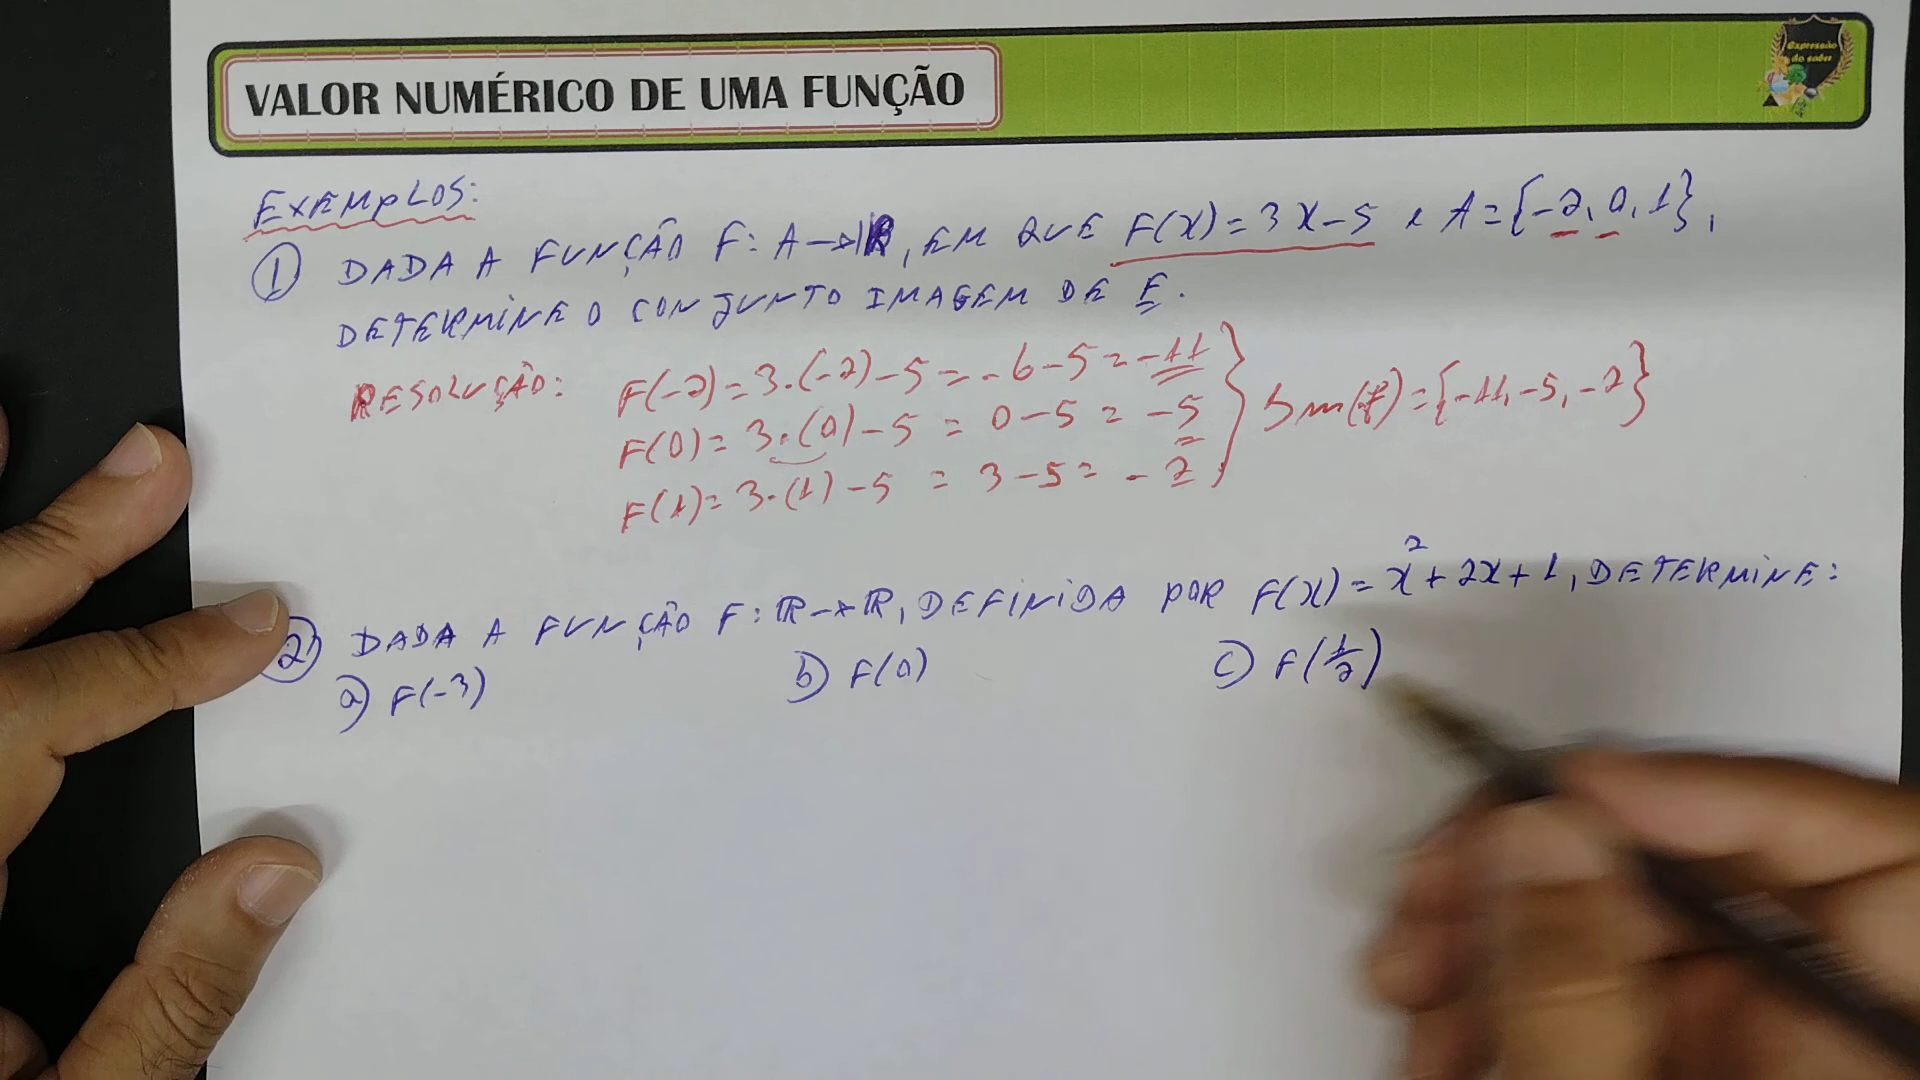 VALOR NUMÉRICO DE UMA FUNÇÃO
Expressão
do saber
EXEMPLOS:
① DADA A FUNÇÃO F: A→ℝ, EM QUE F(x)=3x-5 e A={-2, 0, 1},
DETERMINE O CONJUNTO IMAGEM DE F.
RESOLUÇÃO: F(-2)=3·(-2)-5=-6-5=-11
F(0)=3·(0)-5=0-5=-5
F(1)=3·(1)-5=3-5=-2
} Im(f)={-11,-5,-2}
② DADA A FUNÇÃO F: ℝ→ℝ, DEFINIDA POR F(x)=x²+2x+1, DETERMINE:
a) F(-3) b) F(0) c) F(1/2)